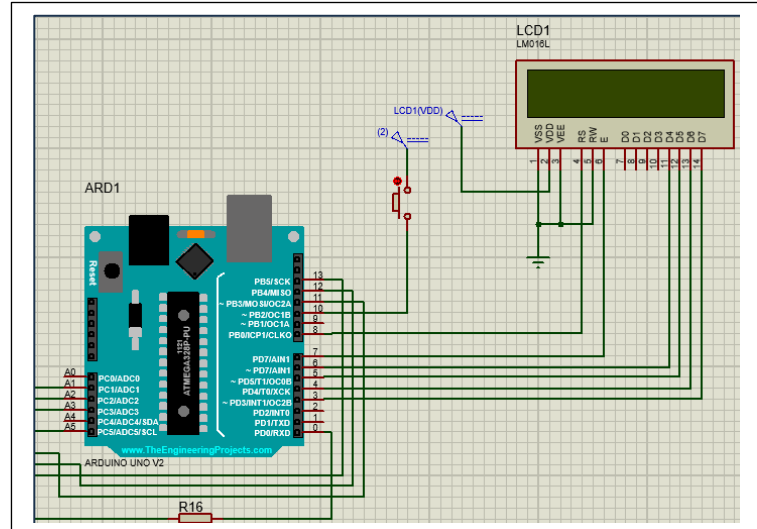 LCD1
LM016L
LCD1(VDD)
(2)
VSS
VDD
VEE
RS
RW
E
D0
D1
D2
D3
D4
D5
D6
D7
1
2
3
4
5
6
7
8
9
10
11
12
13
14
ARD1
Reset
1121
ATMEGA328P-PU
PB5/SCK
PB4/MISO
~ PB3/MOSI/OC2A
~ PB2/OC1B
~ PB1/OC1A
PB0/ICP1/CLKO
13
12
11
10
9
8
PD7/AIN1
~ PD7/AIN1
~ PD5/T1/OC0B
PD4/T0/XCK
~ PD3/INT1/OC2B
PD2/INT0
PD1/TXD
PD0/RXD
7
6
5
4
3
2
1
0
A0
A1
A2
A3
A4
A5
PC0/ADC0
PC1/ADC1
PC2/ADC2
PC3/ADC3
PC4/ADC4/SDA
PC5/ADC5/SCL
www.TheEngineeringProjects.com
ARDUINO UNO V2
R16